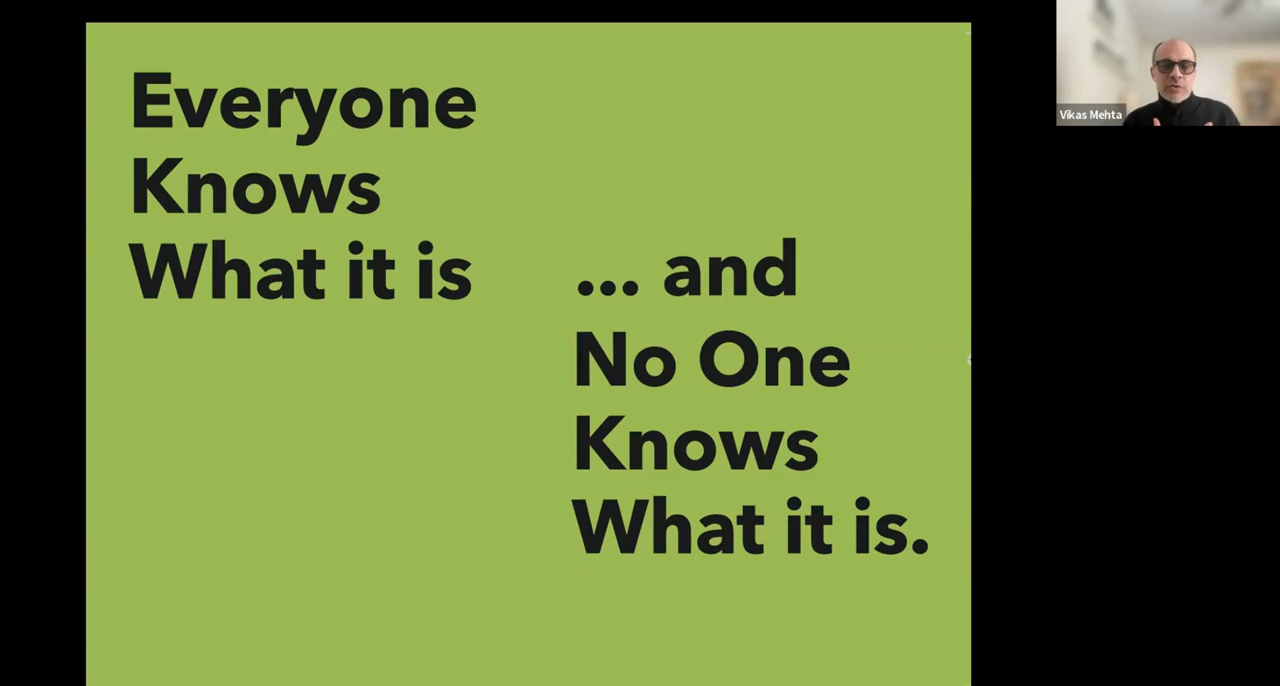 Everyone
Knows
What it is
... and
No One
Knows
What it is.
Vikas Mehta